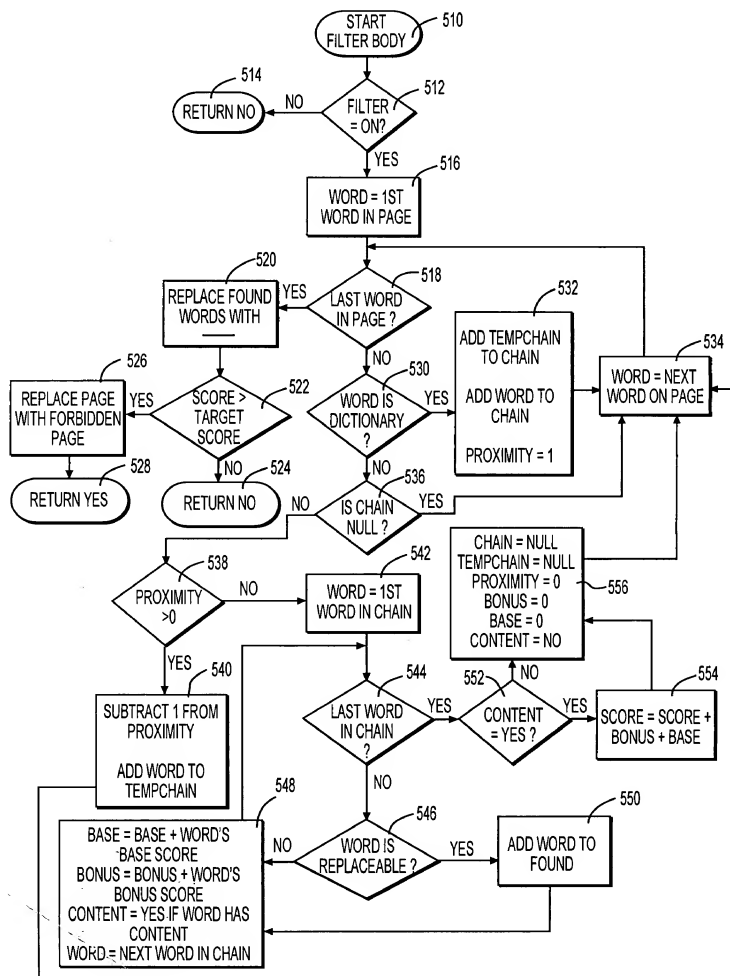 START
FILTER BODY
510
514
RETURN NO
NO
FILTER
= ON?
512
YES
516
WORD = 1ST
WORD IN PAGE
520
REPLACE FOUND
WORDS WITH
YES
LAST WORD
IN PAGE ?
518
NO
532
ADD TEMPCHAIN
TO CHAIN
ADD WORD TO
CHAIN
PROXIMITY = 1
534
WORD = NEXT
WORD ON PAGE
526
REPLACE PAGE
WITH FORBIDDEN
PAGE
YES
SCORE >
TARGET
SCORE
522
530
WORD IS
DICTIONARY
?
YES
NO
528
RETURN YES
NO
524
RETURN NO
NO
536
IS CHAIN
NULL ?
YES
538
PROXIMITY
>0
NO
542
WORD = 1ST
WORD IN CHAIN
CHAIN = NULL
TEMPCHAIN = NULL
PROXIMITY = 0
BONUS = 0
BASE = 0
CONTENT = NO
556
YES
540
SUBTRACT 1 FROM
PROXIMITY
ADD WORD TO
TEMPCHAIN
544
LAST WORD
IN CHAIN
?
YES
552
NO
CONTENT
= YES ?
YES
554
SCORE = SCORE +
BONUS + BASE
NO
548
BASE = BASE + WORD'S
BASE SCORE
BONUS = BONUS + WORD'S
BONUS SCORE
CONTENT = YES IF WORD HAS
CONTENT
WORD = NEXT WORD IN CHAIN
NO
546
WORD IS
REPLACEABLE ?
YES
550
ADD WORD TO
FOUND